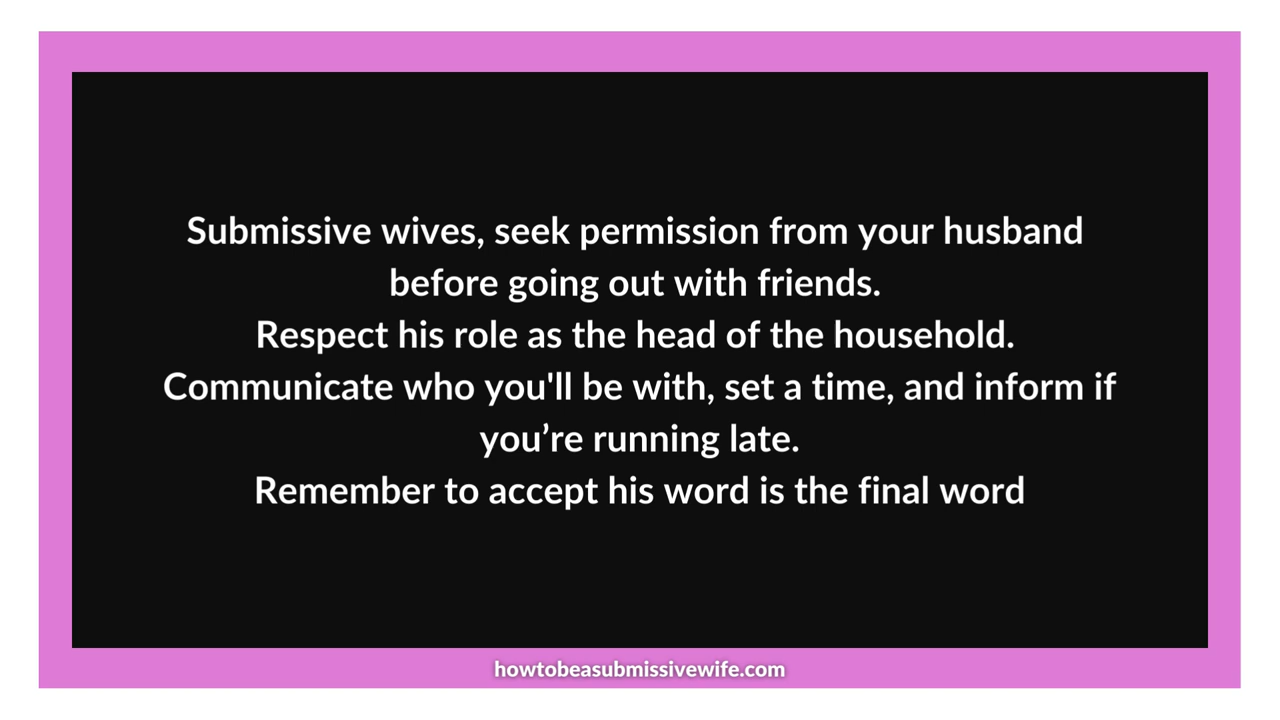 Submissive wives, seek permission from your husband
before going out with friends.
Respect his role as the head of the household.
Communicate who you'll be with, set a time, and inform if
you’re running late.
Remember to accept his word is the final word
howtobeasubmissivewife.com